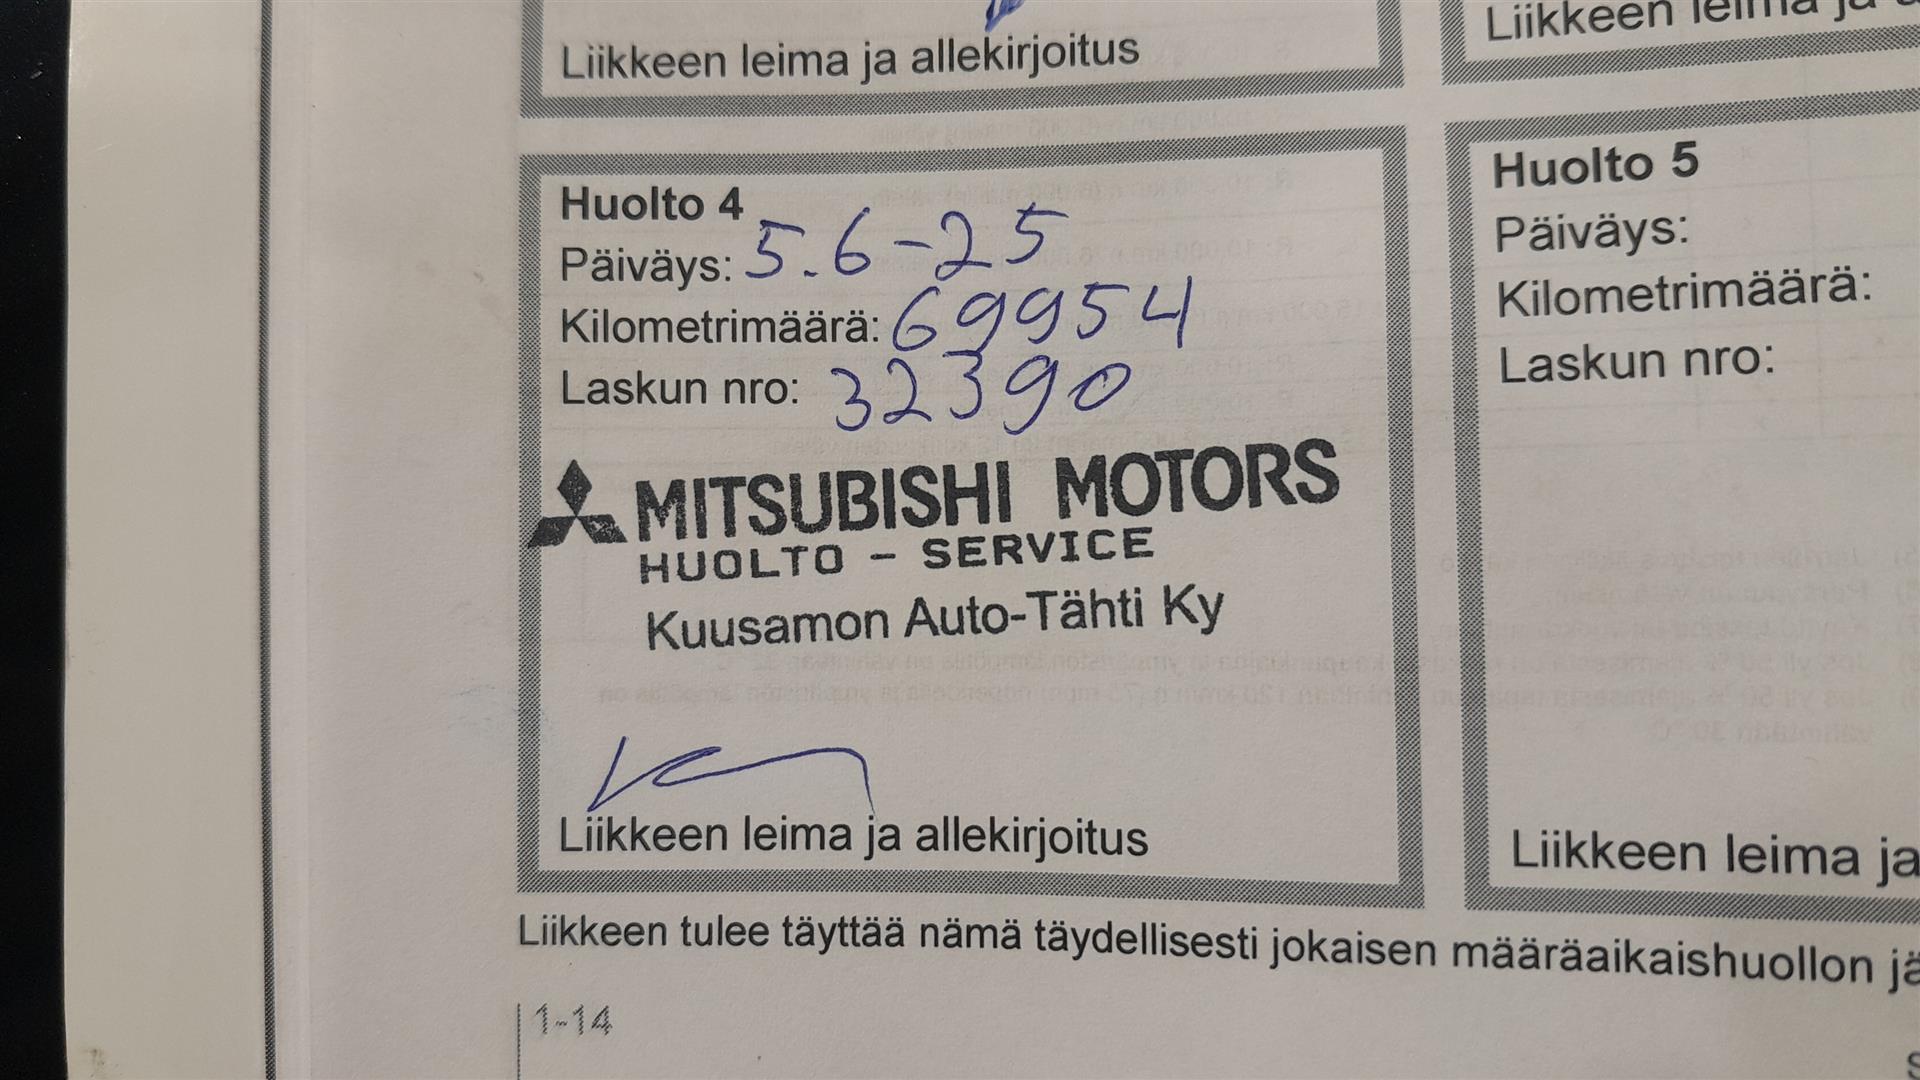 Liikkeen leima ja allekirjoitus
Liikkeen leima ja
Huolto 4
Päiväys: 5.6-25
Kilometrimäärä: 69954
Laskun nro: 32390
MITSUBISHI MOTORS
HUOLTO - SERVICE
Kuusamon Auto-Tähti Ky
Liikkeen leima ja allekirjoitus
Huolto 5
Päiväys:
Kilometrimäärä:
Laskun nro:
Liikkeen leima ja
Liikkeen tulee täyttää nämä täydellisesti jokaisen määräaikaishuollon
1-14